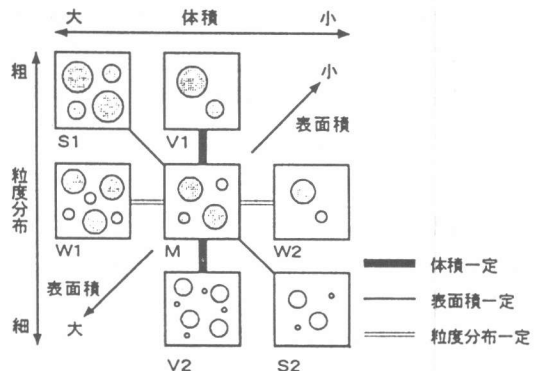 大 体積 小
粗
粒度分布
細
小
表面積
S1
V1
W1
M
W2
表面積
大
V2
S2
体積一定
表面積一定
粒度分布一定